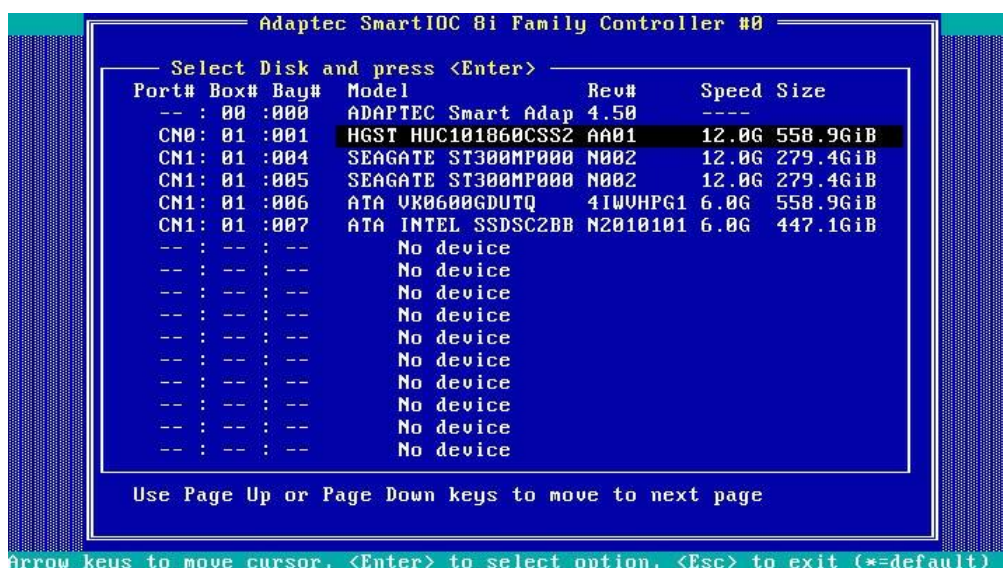 Adaptec SmartIOC 8i Family Controller #0
Select Disk and press <Enter>
Port# Box# Bay# Model Rev# Speed Size
-- : 00 :000 ADAPTEC Smart Adap 4.50 ----
CN0: 01 :001 HGST HUC101860CSS2 AA01 12.0G 558.9GiB
CN1: 01 :004 SEAGATE ST300MP000 N002 12.0G 279.4GiB
CN1: 01 :005 SEAGATE ST300MP000 N002 12.0G 279.4GiB
CN1: 01 :006 ATA VK0600GDUTQ 4IWVHPG1 6.0G 558.9GiB
CN1: 01 :007 ATA INTEL SSDSC2BB N2010101 6.0G 447.1GiB
-- : -- : -- No device
-- : -- : -- No device
-- : -- : -- No device
-- : -- : -- No device
-- : -- : -- No device
-- : -- : -- No device
-- : -- : -- No device
-- : -- : -- No device
-- : -- : -- No device
-- : -- : -- No device
Use Page Up or Page Down keys to move to next page
Arrow keys to move cursor, <Enter> to select option, <Esc> to exit (*=default)